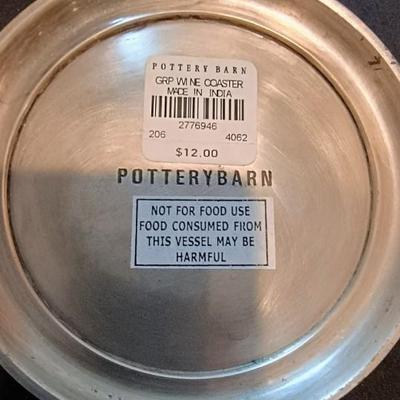 POTTERY BARN
GRP WINE COASTER
MADE IN INDIA
2776946
206 4062
$12.00
POTTERYBARN
NOT FOR FOOD USE
FOOD CONSUMED FROM
THIS VESSEL MAY BE
HARMFUL